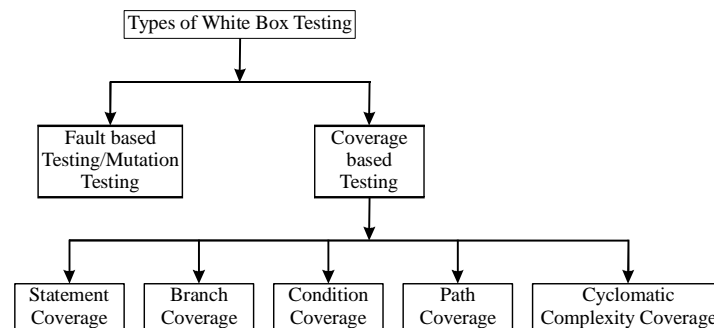 Types of White Box Testing
Fault based
Testing/Mutation
Testing
Coverage
based
Testing
Statement
Coverage
Branch
Coverage
Condition
Coverage
Path
Coverage
Cyclomatic
Complexity Coverage